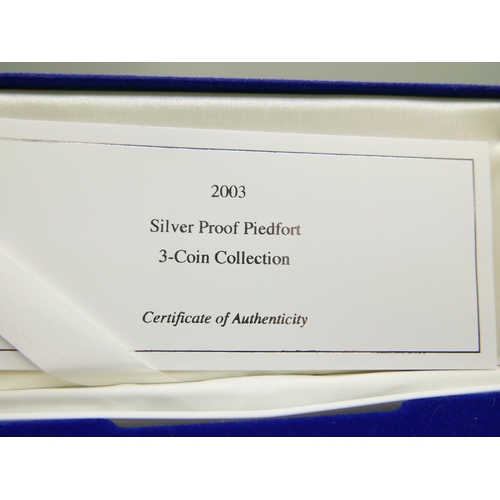 2003
Silver Proof Piedfort
3-Coin Collection
Certificate of Authenticity